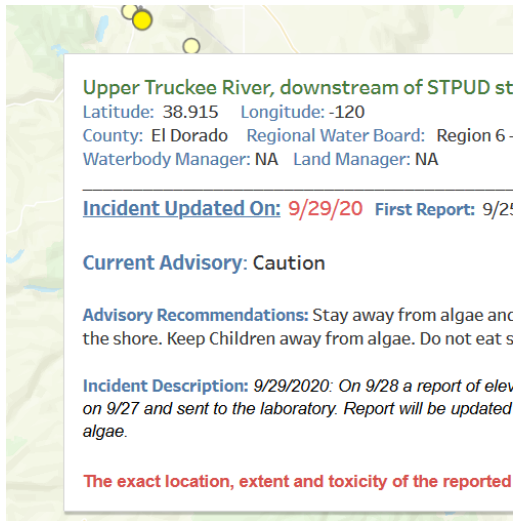 Upper Truckee River, downstream of STPUD st
Latitude: 38.915 Longitude: -120
County: El Dorado Regional Water Board: Region 6 -
Waterbody Manager: NA Land Manager: NA
Incident Updated On: 9/29/20 First Report: 9/25
Current Advisory: Caution
Advisory Recommendations: Stay away from algae and
the shore. Keep Children away from algae. Do not eat s
Incident Description: 9/29/2020: On 9/28 a report of elev
on 9/27 and sent to the laboratory. Report will be updated
algae.
The exact location, extent and toxicity of the reported